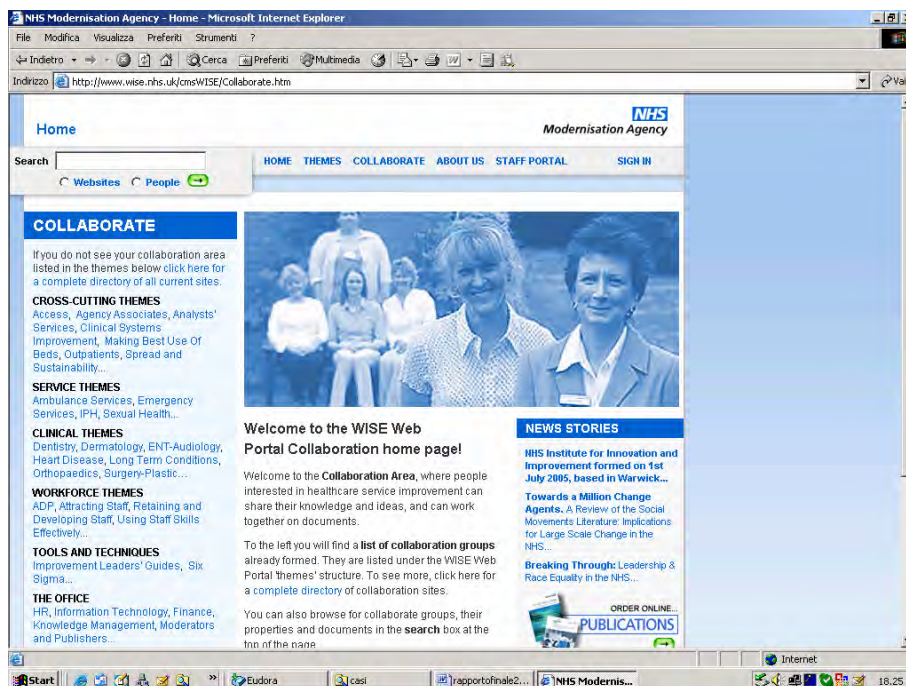 NHS Modernisation Agency - Home - Microsoft Internet Explorer
File Modifica Visualizza Preferiti Strumenti ?
Indietro Cerca Preferiti Multimedia
Indirizzo http://www.wise.nhs.uk/cmsWISE/Collaborate.htm Vai
NHS
Modernisation Agency
Home
Search
Websites People
HOME THEMES COLLABORATE ABOUT US STAFF PORTAL SIGN IN
COLLABORATE
If you do not see your collaboration area
listed in the themes below click here for
a complete directory of all current sites.
CROSS-CUTTING THEMES
Access, Agency Associates, Analysts'
Services, Clinical Systems
Improvement, Making Best Use Of
Beds, Outpatients, Spread and
Sustainability...
SERVICE THEMES
Ambulance Services, Emergency
Services, IPH, Sexual Health...
CLINICAL THEMES
Dentistry, Dermatology, ENT-Audiology,
Heart Disease, Long Term Conditions,
Orthopaedics, Surgery-Plastic...
WORKFORCE THEMES
ADP, Attracting Staff, Retaining and
Developing Staff, Using Staff Skills
Effectively...
TOOLS AND TECHNIQUES
Improvement Leaders' Guides, Six
Sigma...
THE OFFICE
HR, Information Technology, Finance,
Knowledge Management, Moderators
and Publishers...
Welcome to the WISE Web
Portal Collaboration home page!
Welcome to the Collaboration Area, where people
interested in healthcare service improvement can
share their knowledge and ideas, and can work
together on documents.
To the left you will find a list of collaboration groups
already formed. They are listed under the WISE Web
Portal 'themes' structure. To see more, click here for
a complete directory of collaboration sites.
You can also browse for collaborate groups, their
properties and documents in the search box at the
top of the page
NEWS STORIES
NHS Institute for Innovation and
Improvement formed on 1st
July 2005, based in Warwick...
Towards a Million Change
Agents. A Review of the Social
Movements Literature: Implications
for Large Scale Change in the
NHS...
Breaking Through: Leadership &
Race Equality in the NHS...
ORDER ONLINE...
PUBLICATIONS
Internet
Start » Eudora casi rapportofinale2... NHS Modernis... 18.25